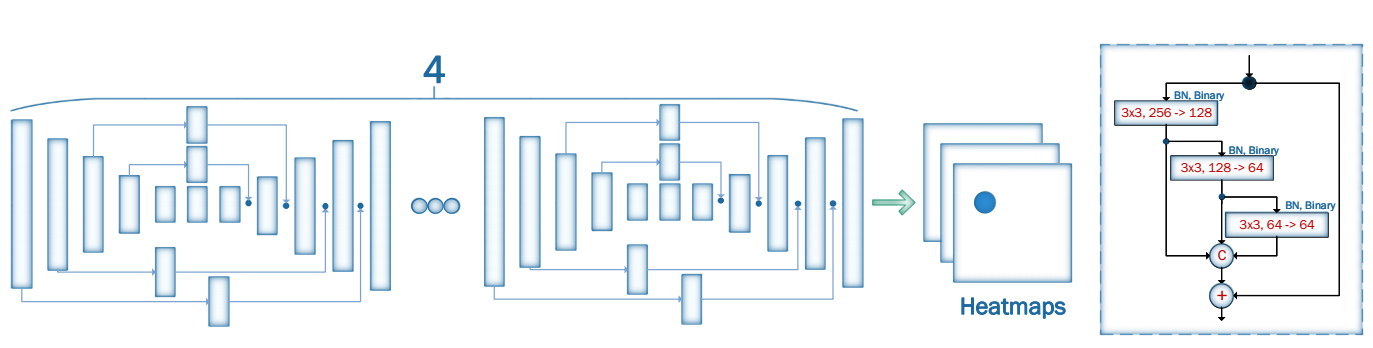 4
Heatmaps
BN, Binary
3x3, 256 -> 128
BN, Binary
3x3, 128 -> 64
BN, Binary
3x3, 64 -> 64
C
+